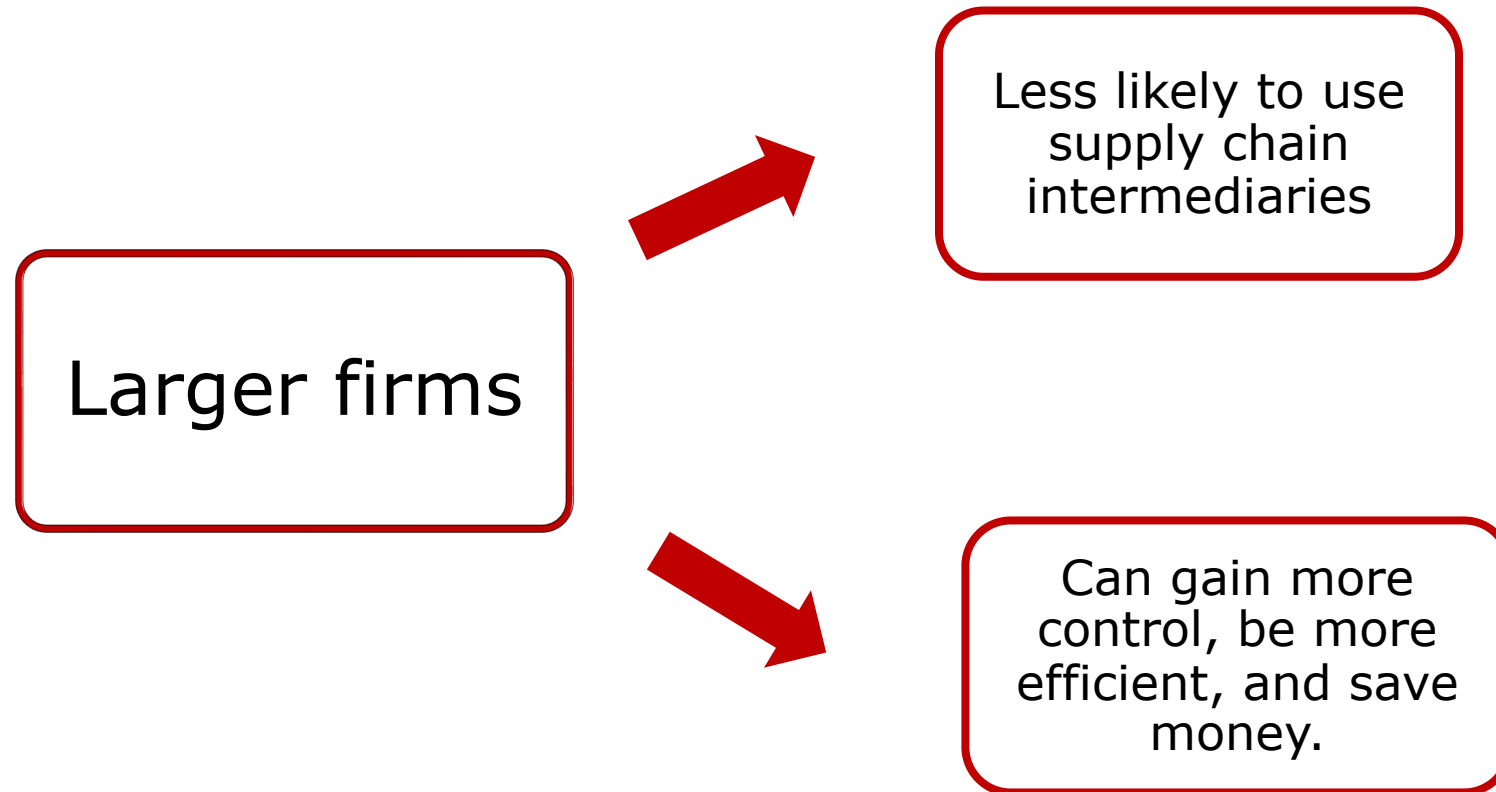 Larger firms
Less likely to use
supply chain
intermediaries
Can gain more
control, be more
efficient, and save
money.